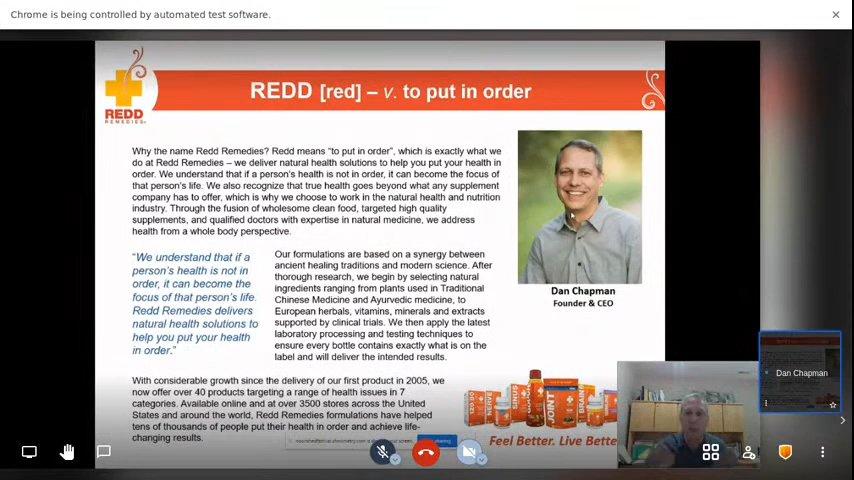 Chrome is being controlled by automated test software.
REDD [red] – v. to put in order
REDD
REMEDIES
Why the name Redd Remedies? Redd means "to put in order", which is exactly what we
do at Redd Remedies – we deliver natural health solutions to help you put your health in
order. We understand that if a person's health is not in order, it can become the focus of
that person's life. We also recognize that true health goes beyond what any supplement
company has to offer, which is why we choose to work in the natural health and nutrition
industry. Through the fusion of wholesome clean food, targeted high quality
supplements, and qualified doctors with expertise in natural medicine, we address
health from a whole body perspective.
Dan Chapman
Founder & CEO
"We understand that if a
person's health is not in
order, it can become the
focus of that person's life.
Redd Remedies delivers
natural health solutions to
help you put your health
in order."
Our formulations are based on a synergy between
ancient healing traditions and modern science. After
thorough research, we begin by selecting natural
ingredients ranging from plants used in Traditional
Chinese Medicine and Ayurvedic medicine, to
European herbals, vitamins, minerals and extracts
supported by clinical trials. We then apply the latest
laboratory processing and testing techniques to
ensure every bottle contains exactly what is on the
label and will deliver the intended results.
With considerable growth since the delivery of our first product in 2005, we
now offer over 40 products targeting a range of health issues in 7
categories. Available online and at over 3500 stores across the United
States and around the world, Redd Remedies formulations have helped
tens of thousands of people put their health in order and achieve life-
changing results.
SINUS
JOINT
BRAIN
Feel Better. Live Bette
Dan Chapman